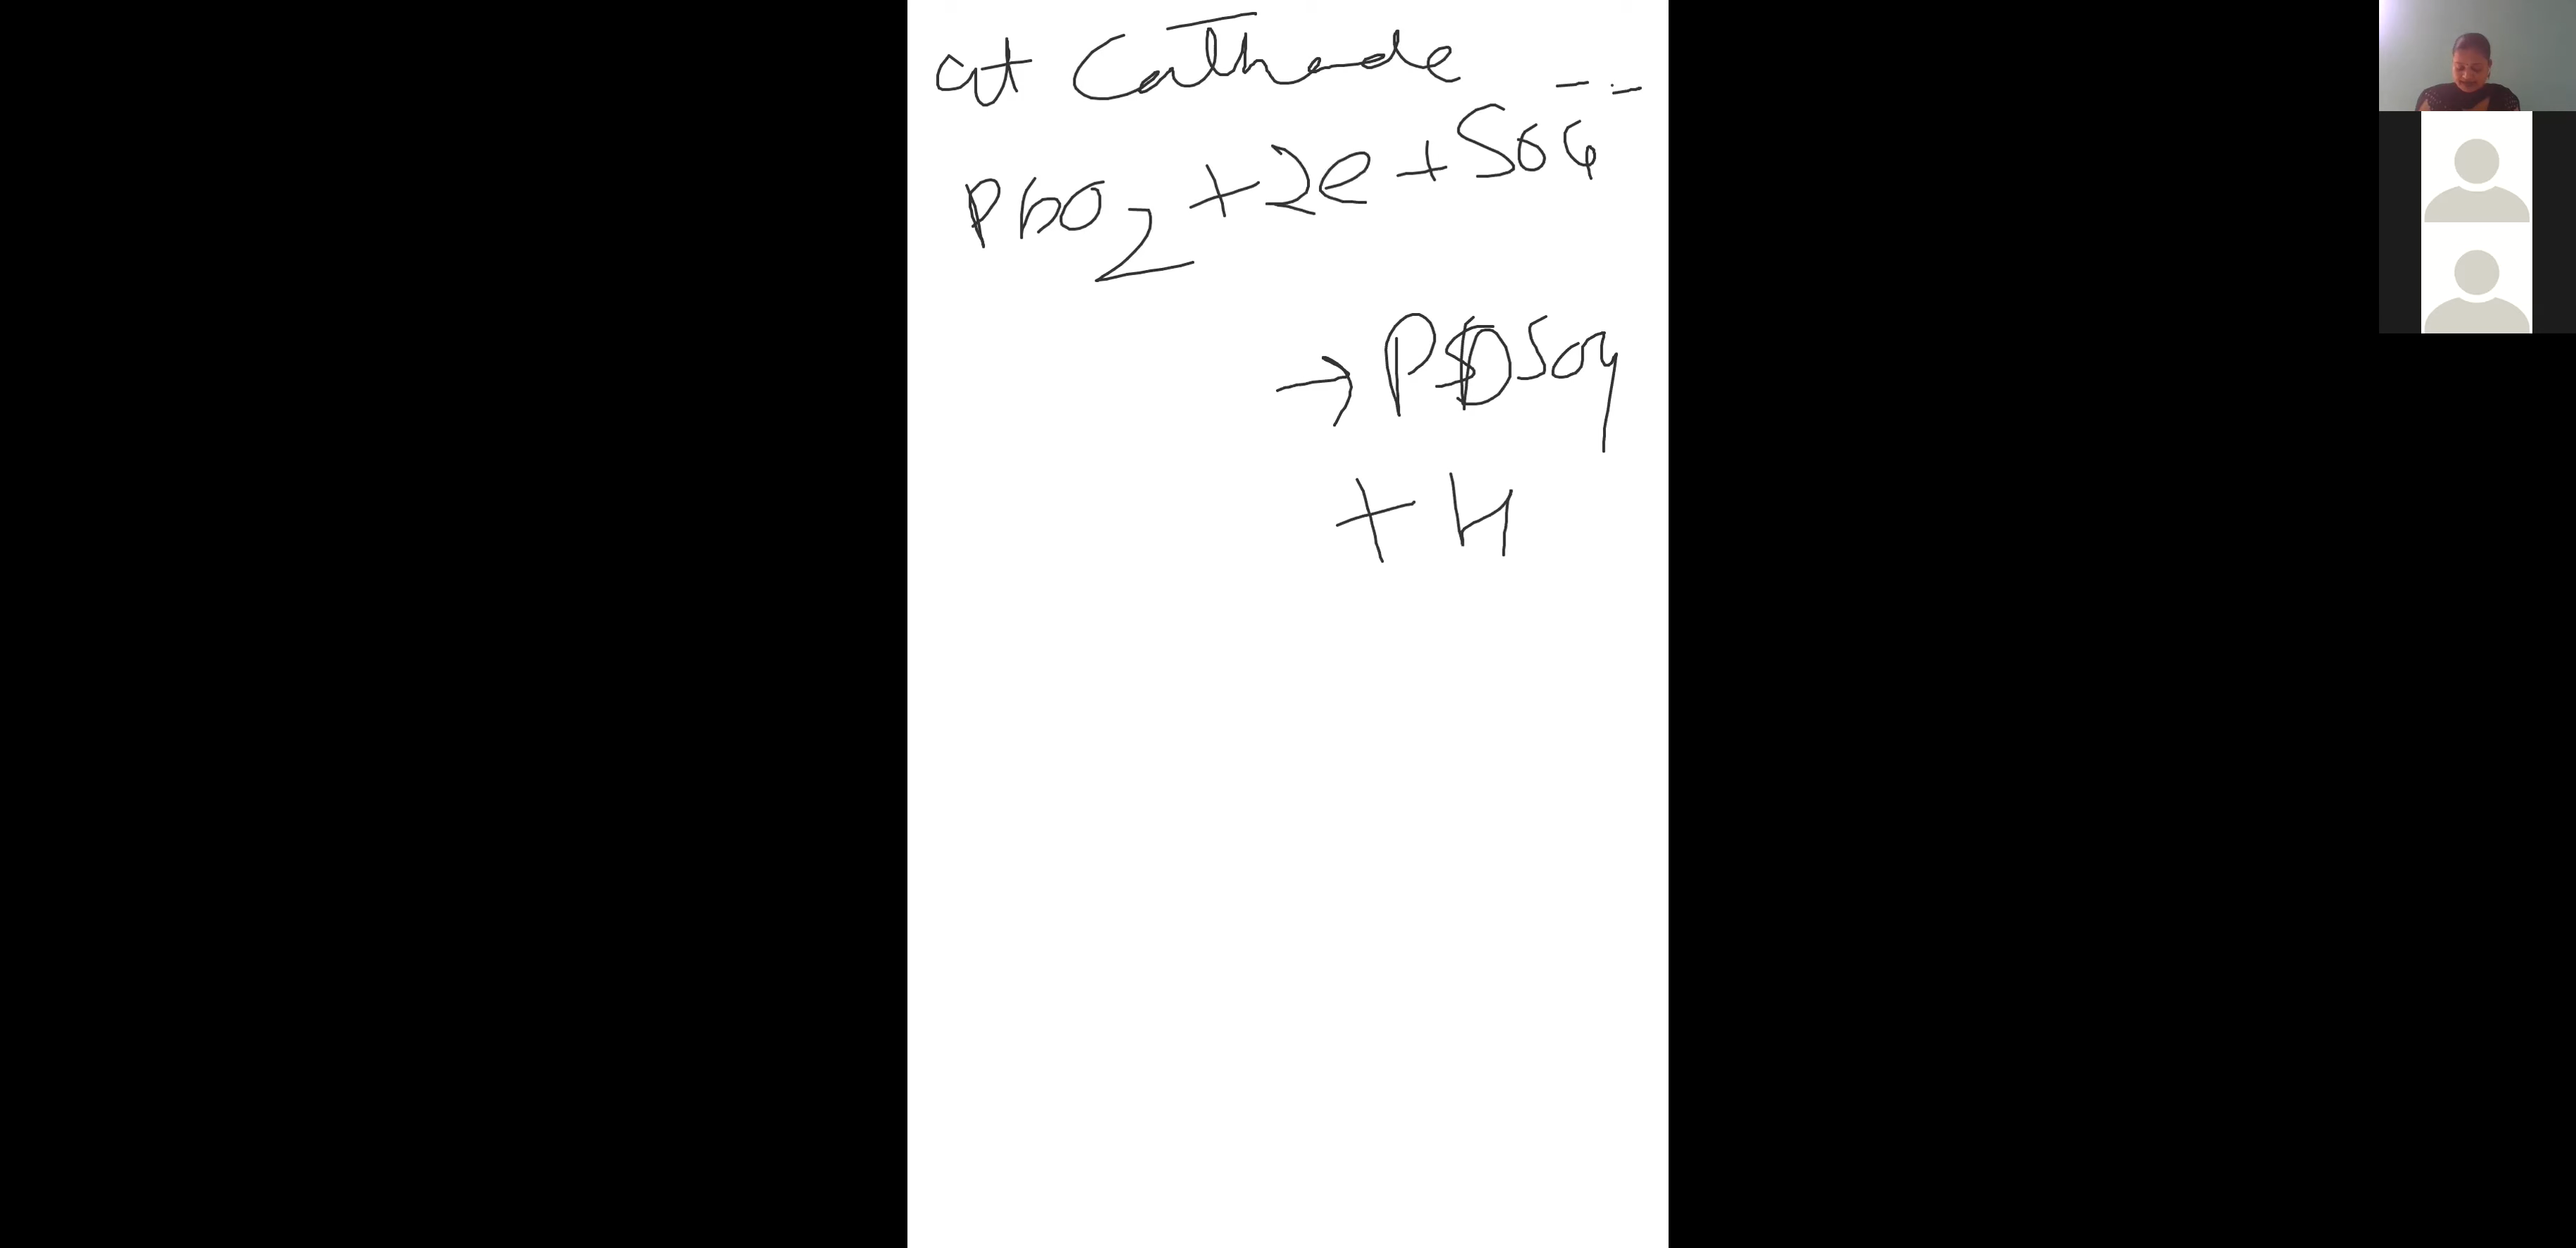 at Cathode
PbO2 + 2e + SO4--
→ PbSO4
+ H